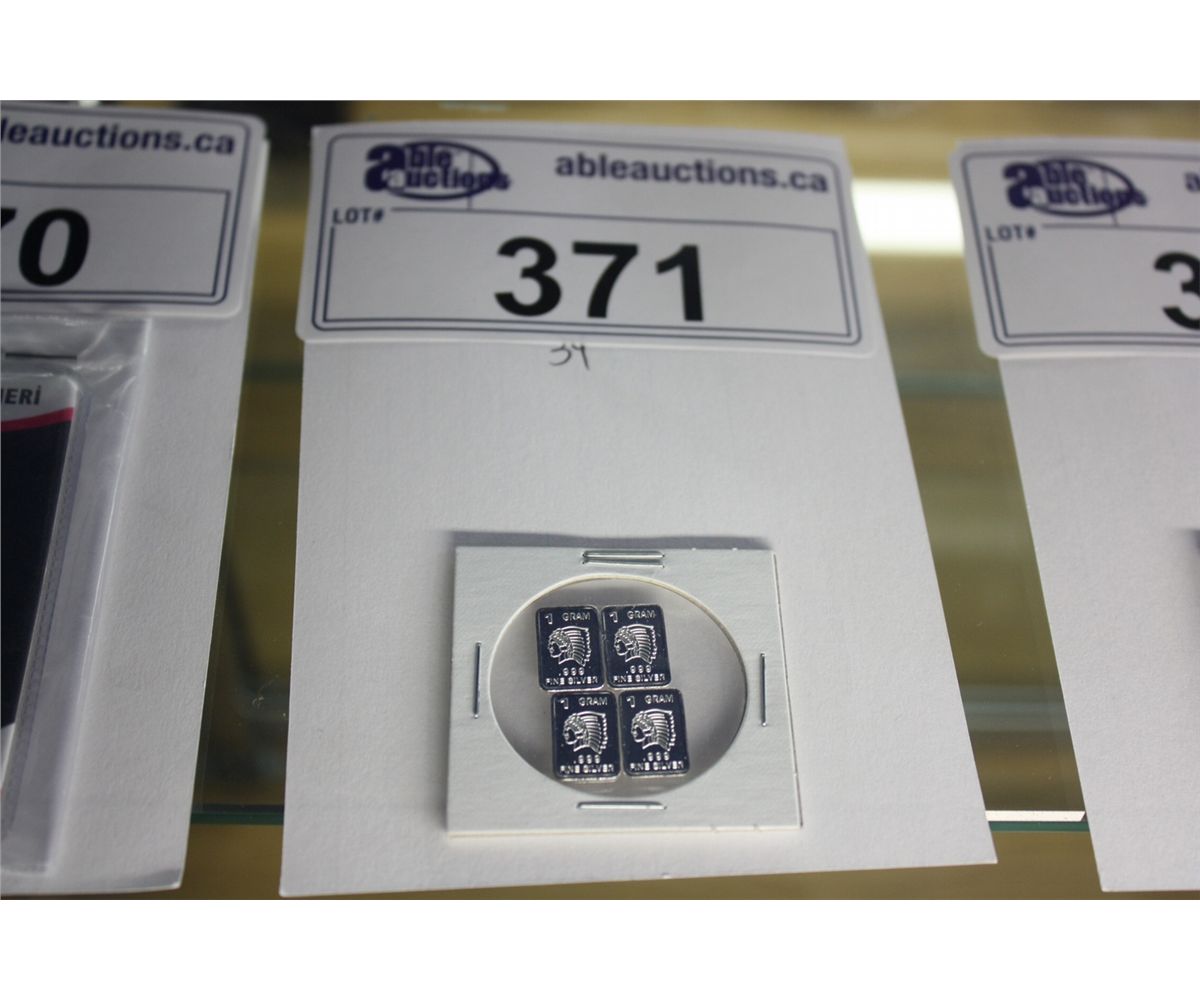 leauctions.ca
70
İERİ
able auctions
ableauctions.ca
LOT#
371
34
1 GRAM
.999
FINE SILVER
1 GRAM
.999
FINE SILVER
1 GRAM
.999
FINE SILVER
1 GRAM
.999
FINE SILVER
able auctions
a
LOT#
3